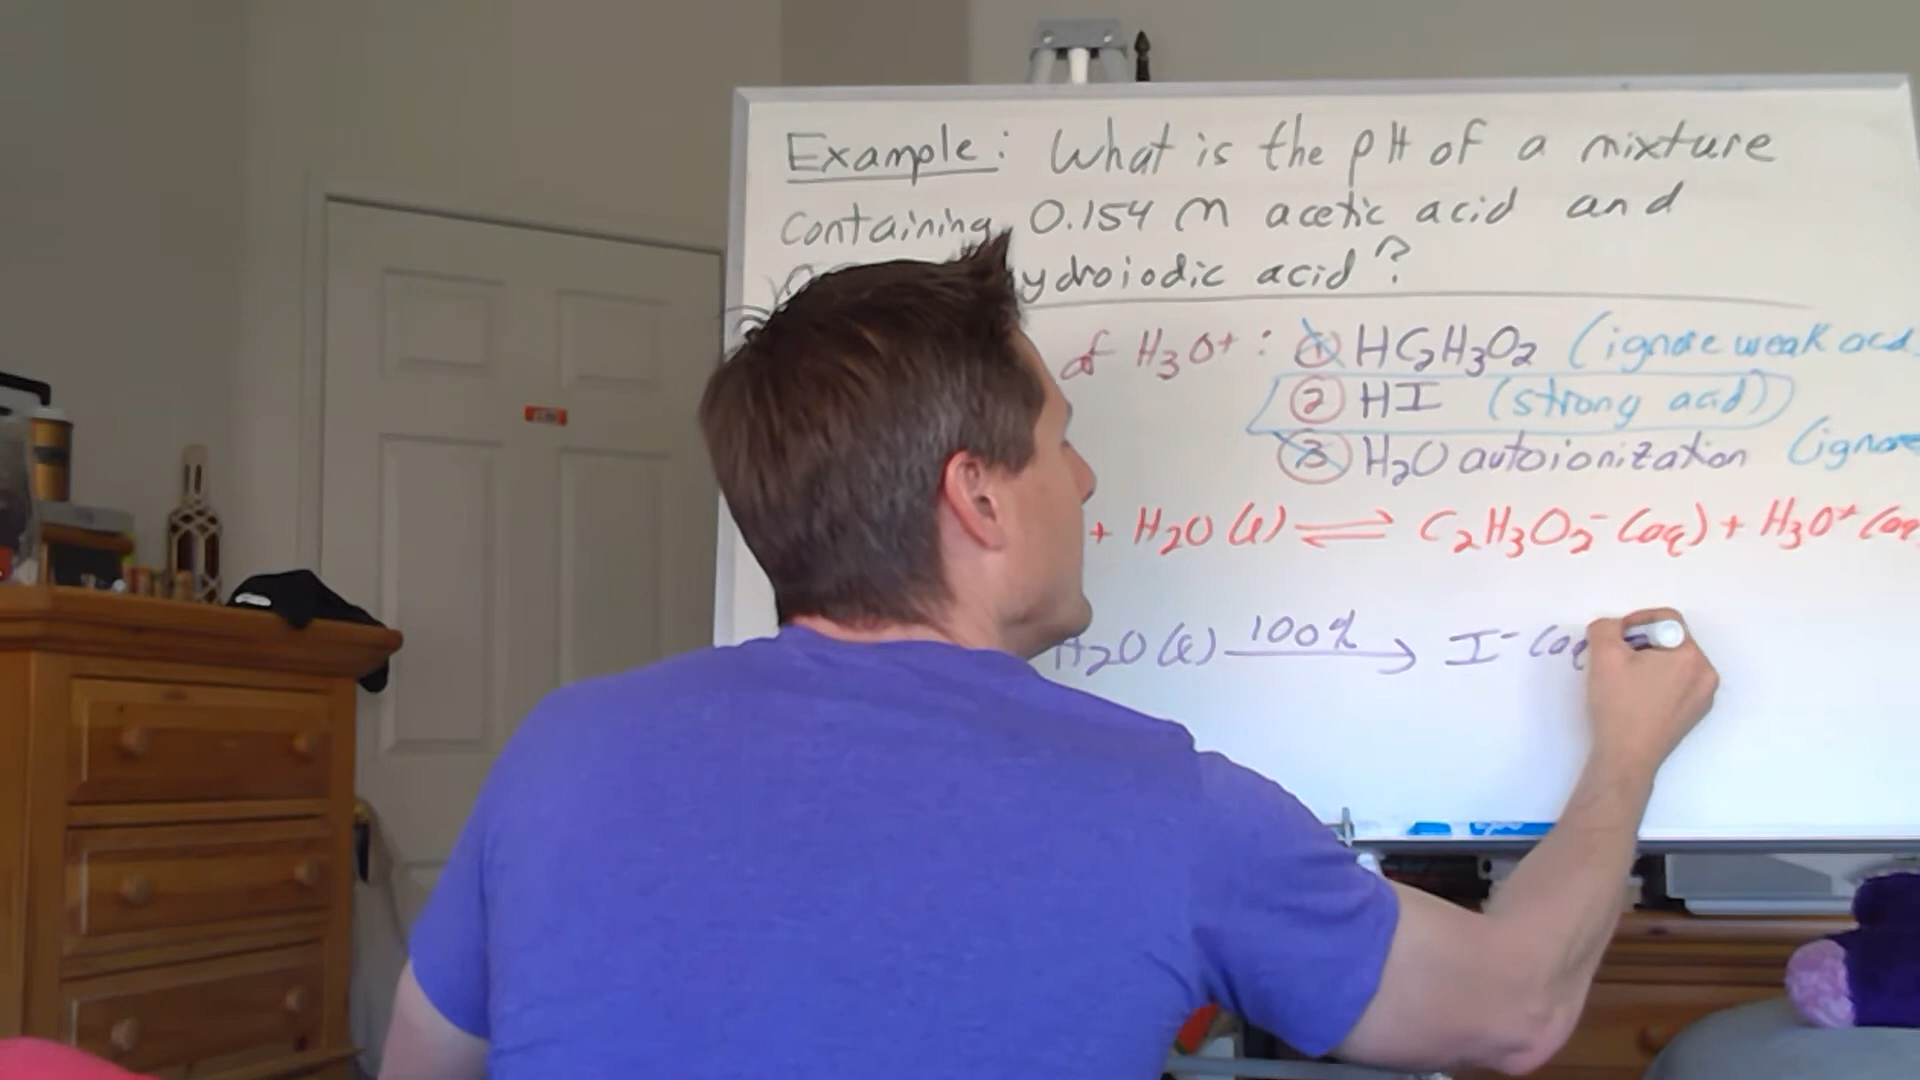 Example: What is the pH of a mixture
containing 0.154 M acetic acid and
ydroiodic acid?
of H3O+ : ① HC2H3O2 (ignore weak acid
② HI (strong acid)
③ H2O autoionization (ignore
+ H2O (l) ⇌ C2H3O2- (aq) + H3O+ (aq
H2O (l) 100% → I- (aq